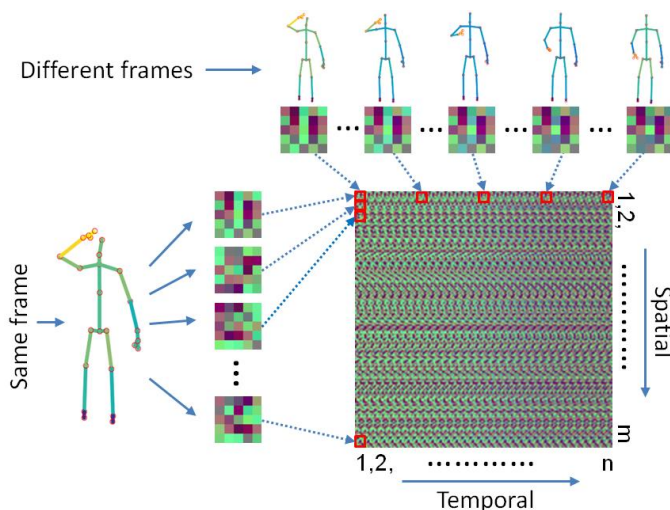 Different frames
... ... ... ...
1,2,
............
Spatial
m
Same frame
...
1,2, ............ n
Temporal